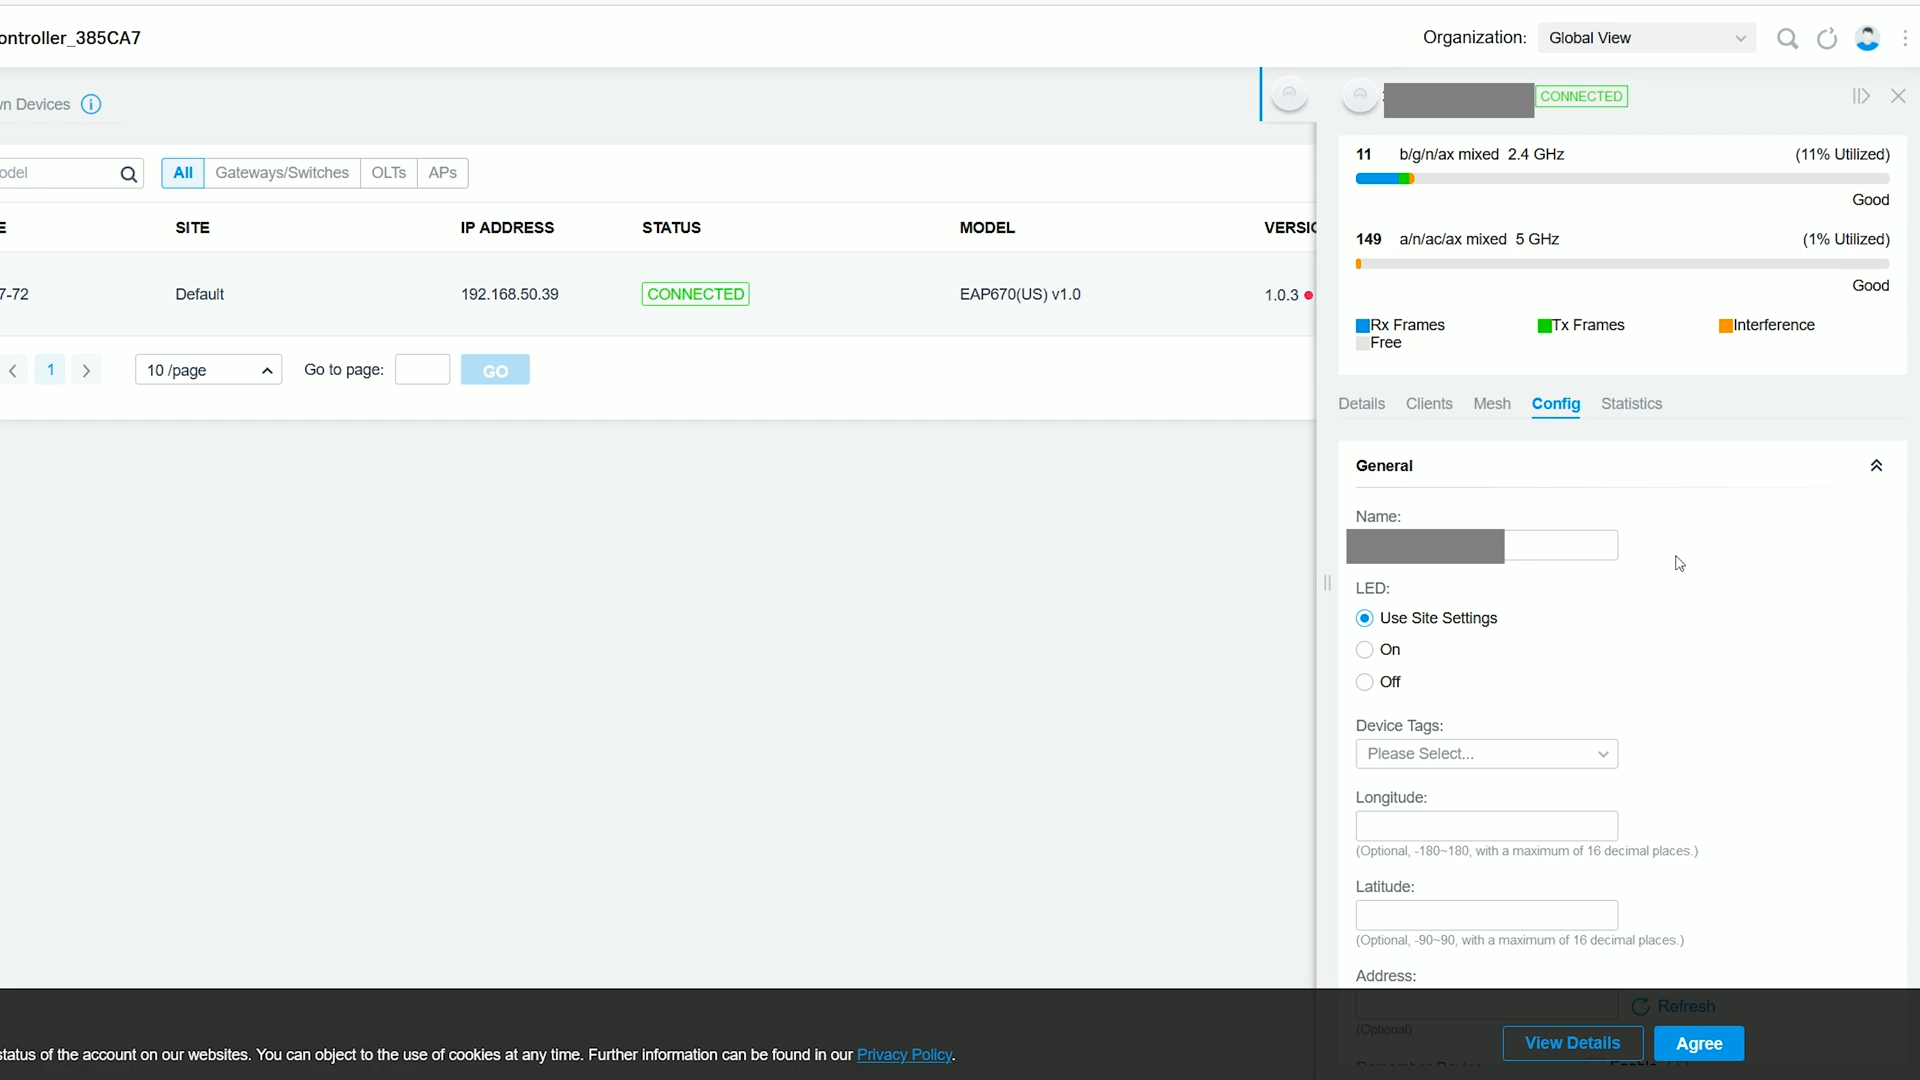 ontroller_385CA7
Organization: Global View
wn Devices
CONNECTED
11 b/g/n/ax mixed 2.4 GHz (11% Utilized)
Good
149 a/n/ac/ax mixed 5 GHz (1% Utilized)
Good
Rx Frames Tx Frames Interference
Free
odel All Gateways/Switches OLTs APs
E SITE IP ADDRESS STATUS MODEL VERSIO
7-72 Default 192.168.50.39 CONNECTED EAP670(US) v1.0 1.0.3
1 10 /page Go to page: GO
Details Clients Mesh Config Statistics
General
Name:
LED:
Use Site Settings
On
Off
Device Tags:
Please Select...
Longitude:
(Optional, -180~180, with a maximum of 16 decimal places.)
Latitude:
(Optional, -90~90, with a maximum of 16 decimal places.)
Address:
Refresh
(Optional)
status of the account on our websites. You can object to the use of cookies at any time. Further information can be found in our Privacy Policy.
View Details Agree